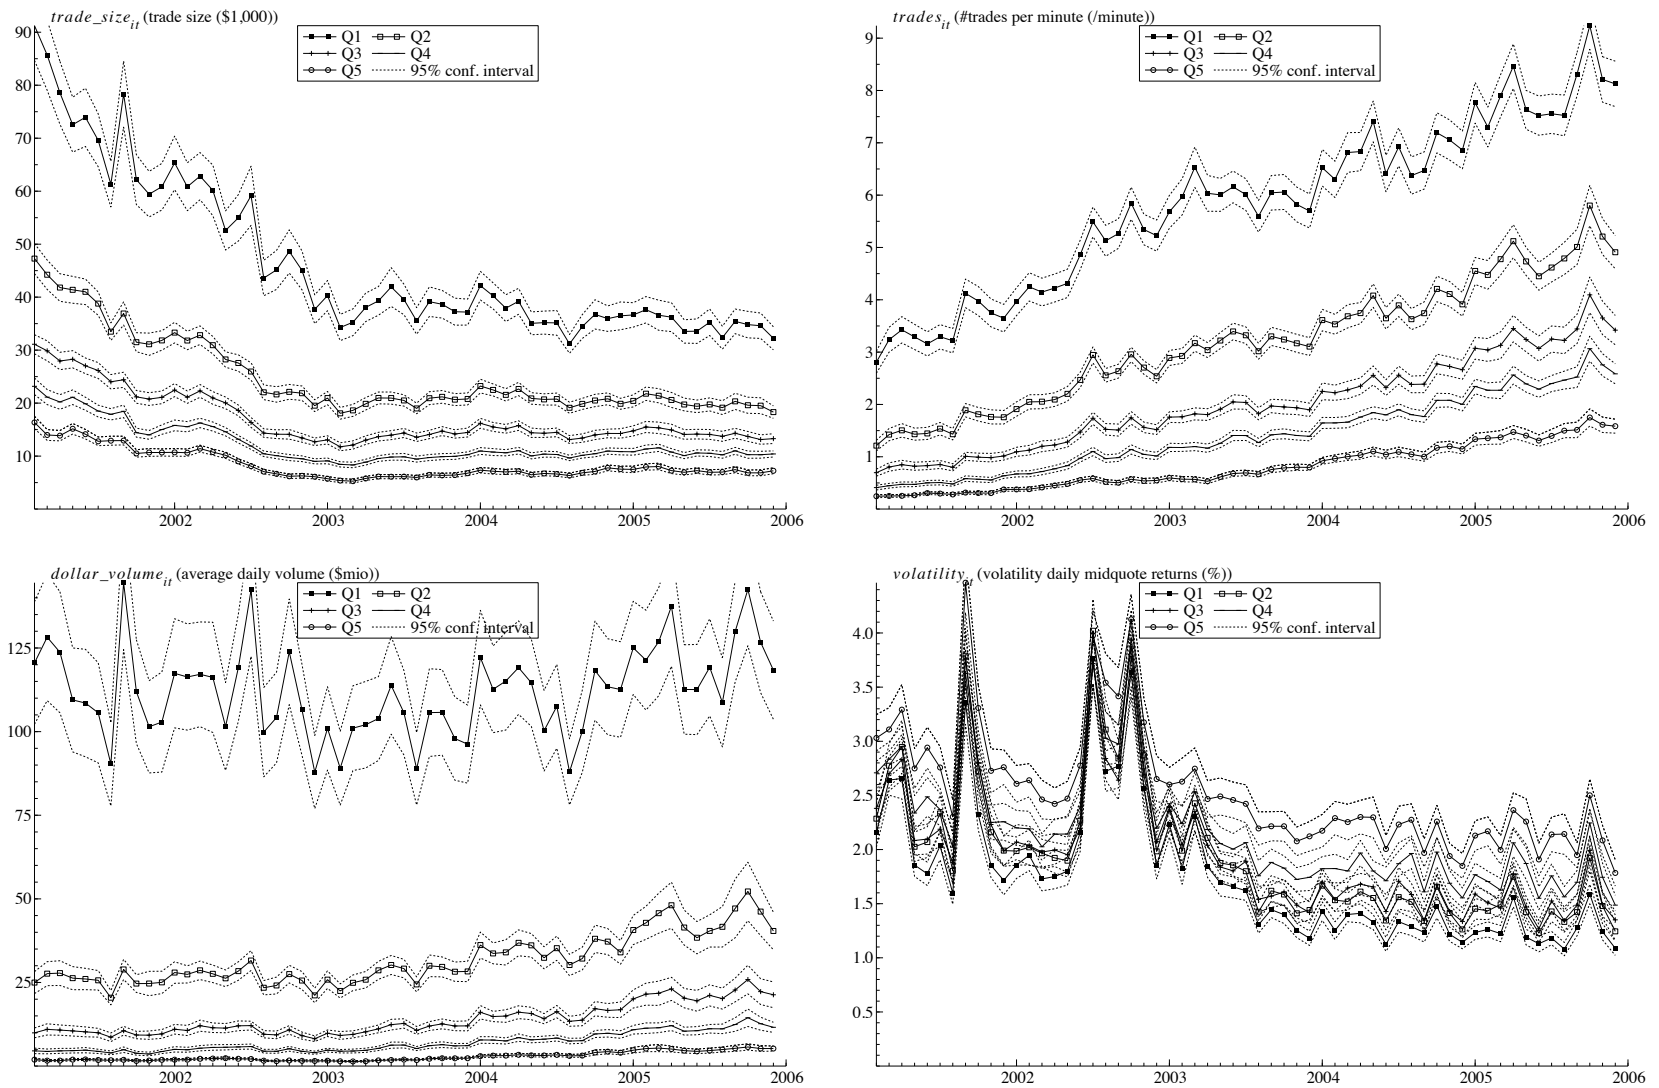 trade_size_it (trade size ($1,000))
Q1 Q2
Q3 Q4
Q5 95% conf. interval
90
80
70
60
50
40
30
20
10
2002 2003 2004 2005 2006
trades_it (#trades per minute (/minute))
Q1 Q2
Q3 Q4
Q5 95% conf. interval
9
8
7
6
5
4
3
2
1
2002 2003 2004 2005 2006
dollar_volume_it (average daily volume ($mio))
Q1 Q2
Q3 Q4
Q5 95% conf. interval
125
100
75
50
25
2002 2003 2004 2005 2006
volatility_it (volatility daily midquote returns (%))
Q1 Q2
Q3 Q4
Q5 95% conf. interval
4.0
3.5
3.0
2.5
2.0
1.5
1.0
0.5
2002 2003 2004 2005 2006